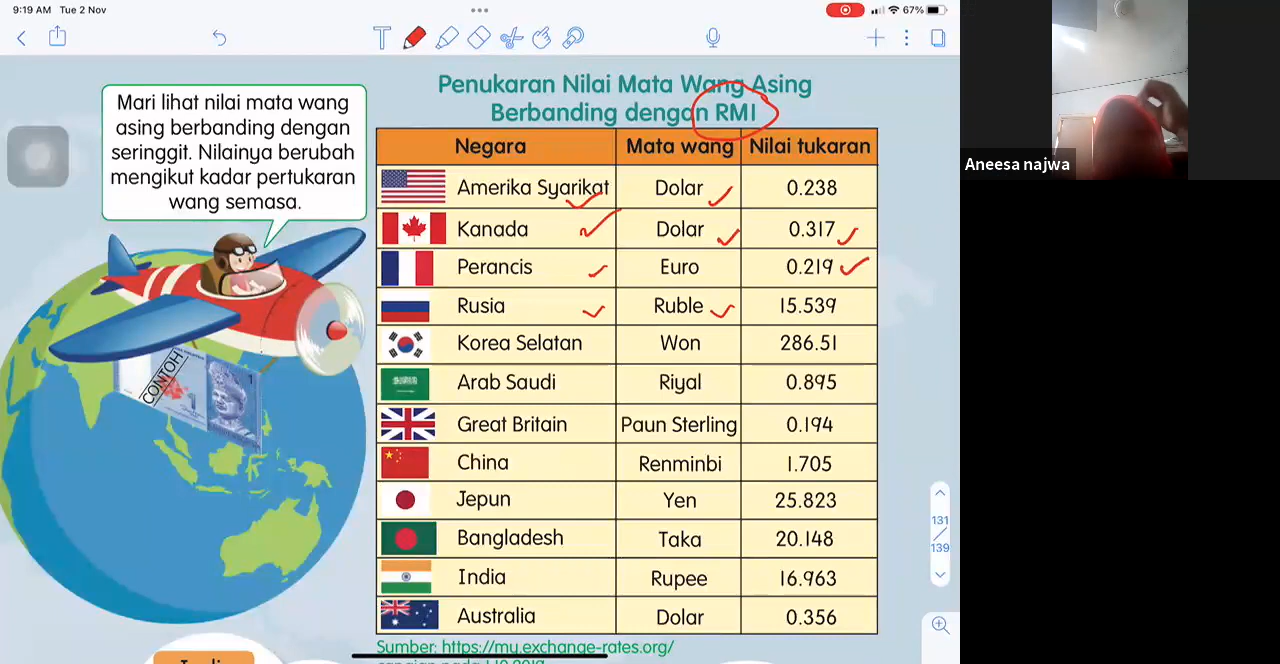 9:19 AM Tue 2 Nov
67%
Penukaran Nilai Mata Wang Asing
Berbanding dengan RM1
Mari lihat nilai mata wang
asing berbanding dengan
seringgit. Nilainya berubah
mengikut kadar pertukaran
wang semasa.
Negara Mata wang Nilai tukaran
Amerika Syarikat Dolar 0.238
Kanada Dolar 0.317
Perancis Euro 0.219
Rusia Ruble 15.539
Korea Selatan Won 286.51
Arab Saudi Riyal 0.895
Great Britain Paun Sterling 0.194
China Renminbi 1.705
Jepun Yen 25.823
Bangladesh Taka 20.148
India Rupee 16.963
Australia Dolar 0.356
CONTOH
1
Sumber: https://my.exchange-rates.org/
131
139
Aneesa najwa